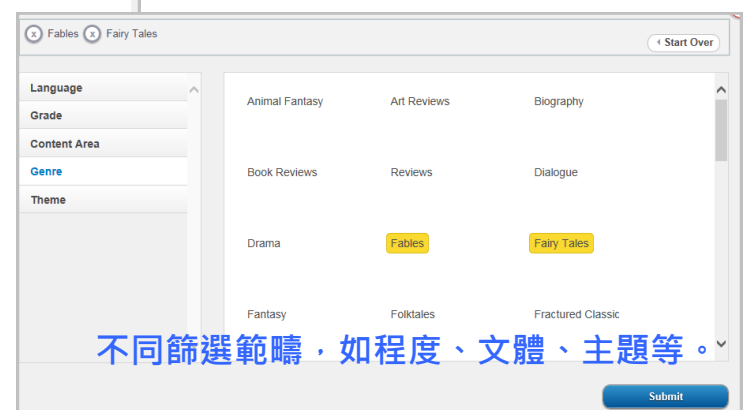 x Fables x Fairy Tales
Start Over
Language
Grade
Content Area
Genre
Theme
Animal Fantasy Art Reviews Biography
Book Reviews Reviews Dialogue
Drama Fables Fairy Tales
Fantasy Folktales Fractured Classic
不同篩選範疇，如程度、文體、主題等。
Submit